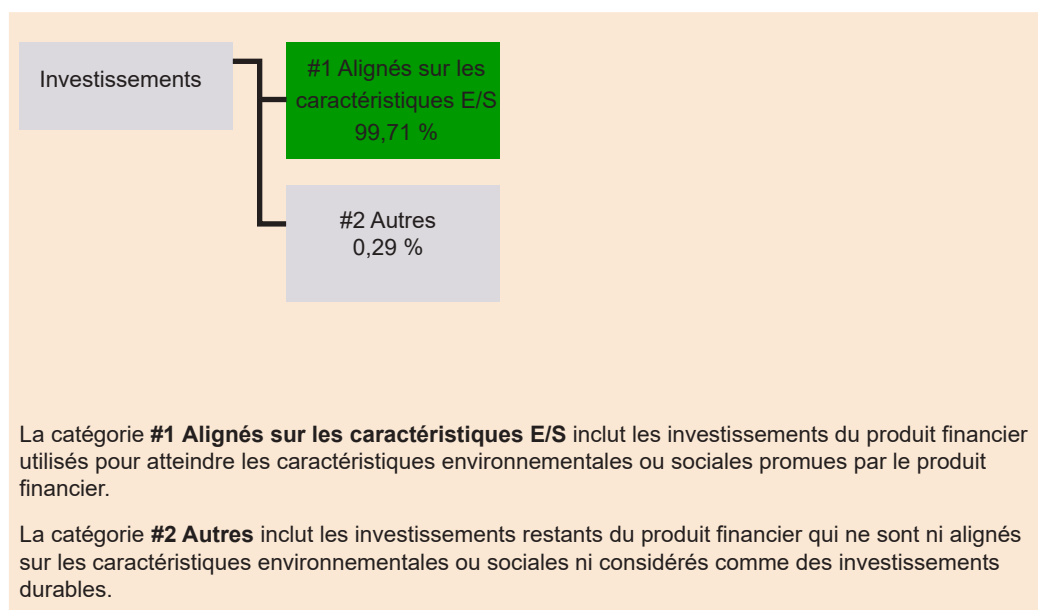 Investissements
#1 Alignés sur les
caractéristiques E/S
99,71 %
#2 Autres
0,29 %
La catégorie #1 Alignés sur les caractéristiques E/S inclut les investissements du produit financier
utilisés pour atteindre les caractéristiques environnementales ou sociales promues par le produit
financier.
La catégorie #2 Autres inclut les investissements restants du produit financier qui ne sont ni alignés
sur les caractéristiques environnementales ou sociales ni considérés comme des investissements
durables.